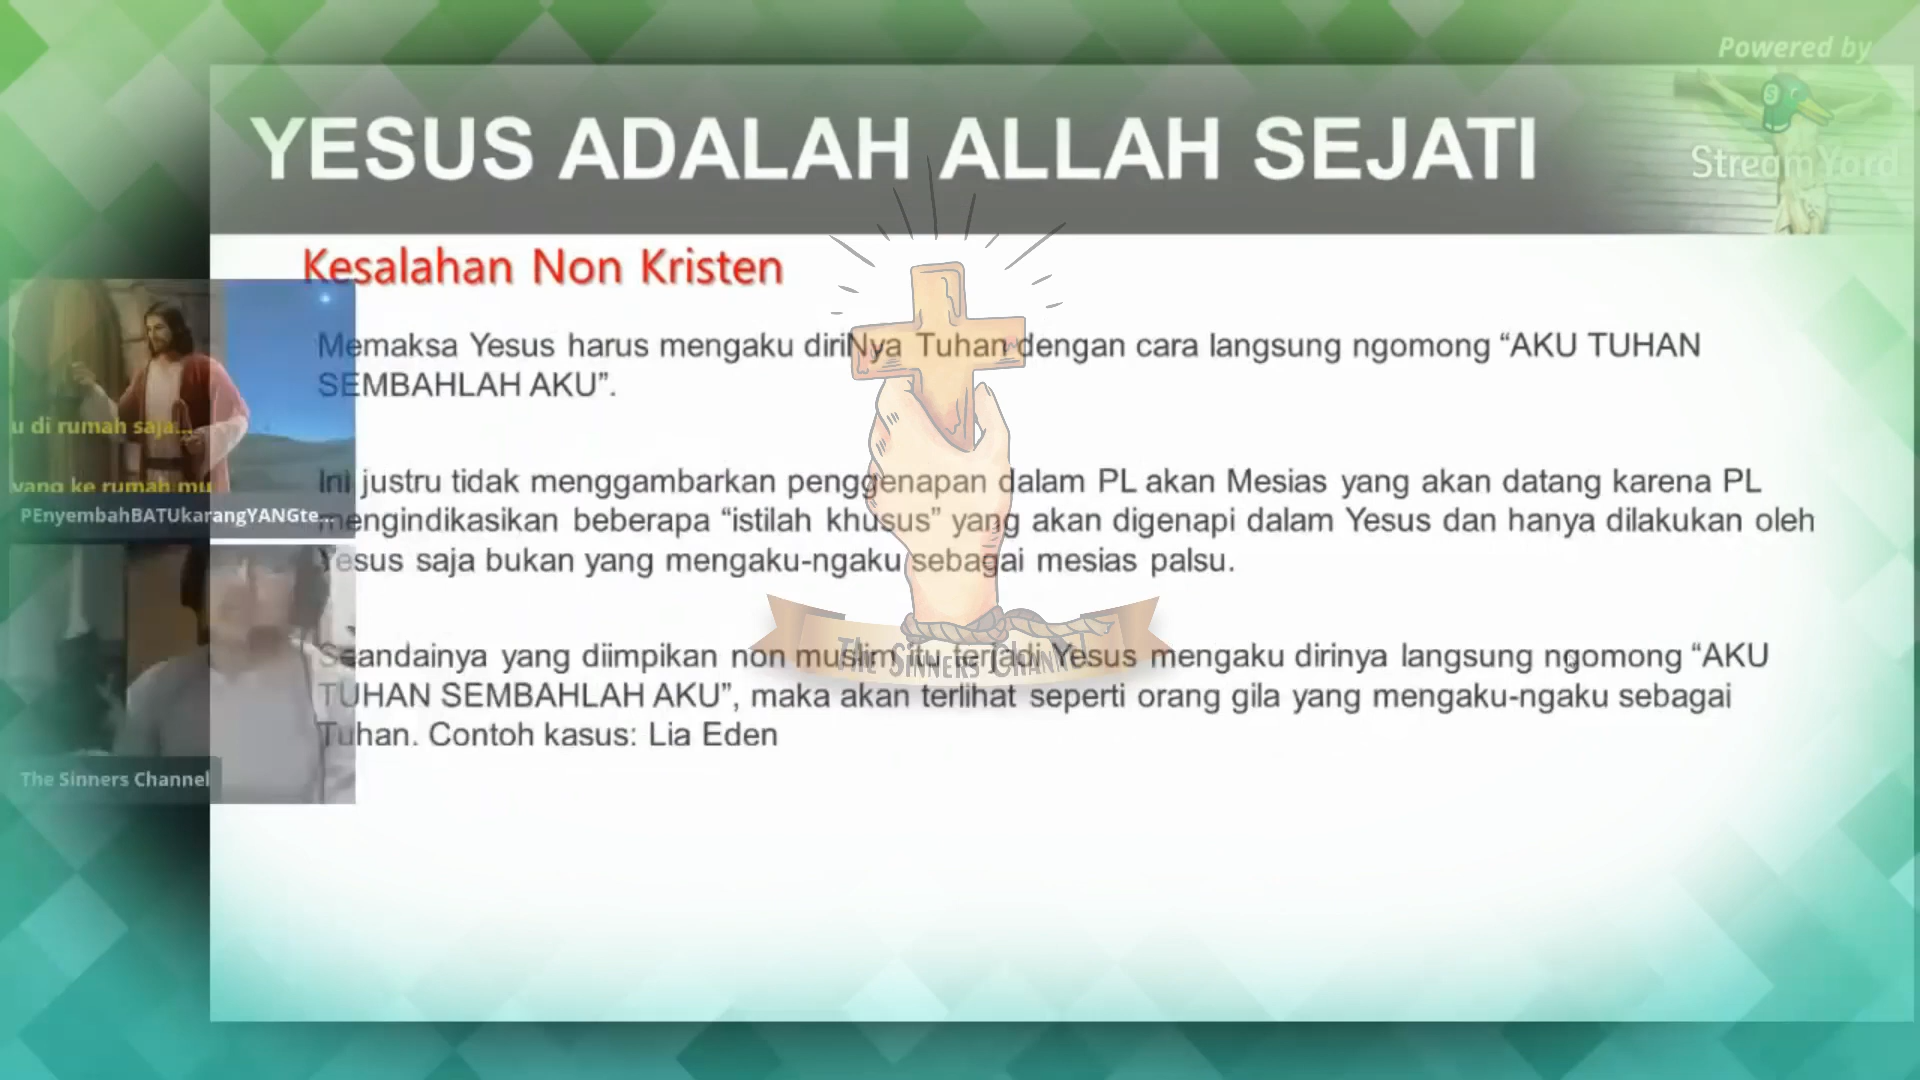 Powered by
StreamYard
YESUS ADALAH ALLAH SEJATI
Kesalahan Non Kristen
Memaksa Yesus harus mengaku diriNya Tuhan dengan cara langsung ngomong “AKU TUHAN
SEMBAHLAH AKU”.
Ini justru tidak menggambarkan penggenapan dalam PL akan Mesias yang akan datang karena PL
mengindikasikan beberapa “istilah khusus” yang akan digenapi dalam Yesus dan hanya dilakukan oleh
Yesus saja bukan yang mengaku-ngaku sebagai mesias palsu.
Seandainya yang diimpikan non muslim itu terjadi Yesus mengaku dirinya langsung ngomong “AKU
TUHAN SEMBAHLAH AKU”, maka akan terlihat seperti orang gila yang mengaku-ngaku sebagai
Tuhan. Contoh kasus: Lia Eden
u di rumah saja...
yang ke rumah mu
PEnyembahBATUkarangYANGte...
The Sinners Channel
The Sinners Channel